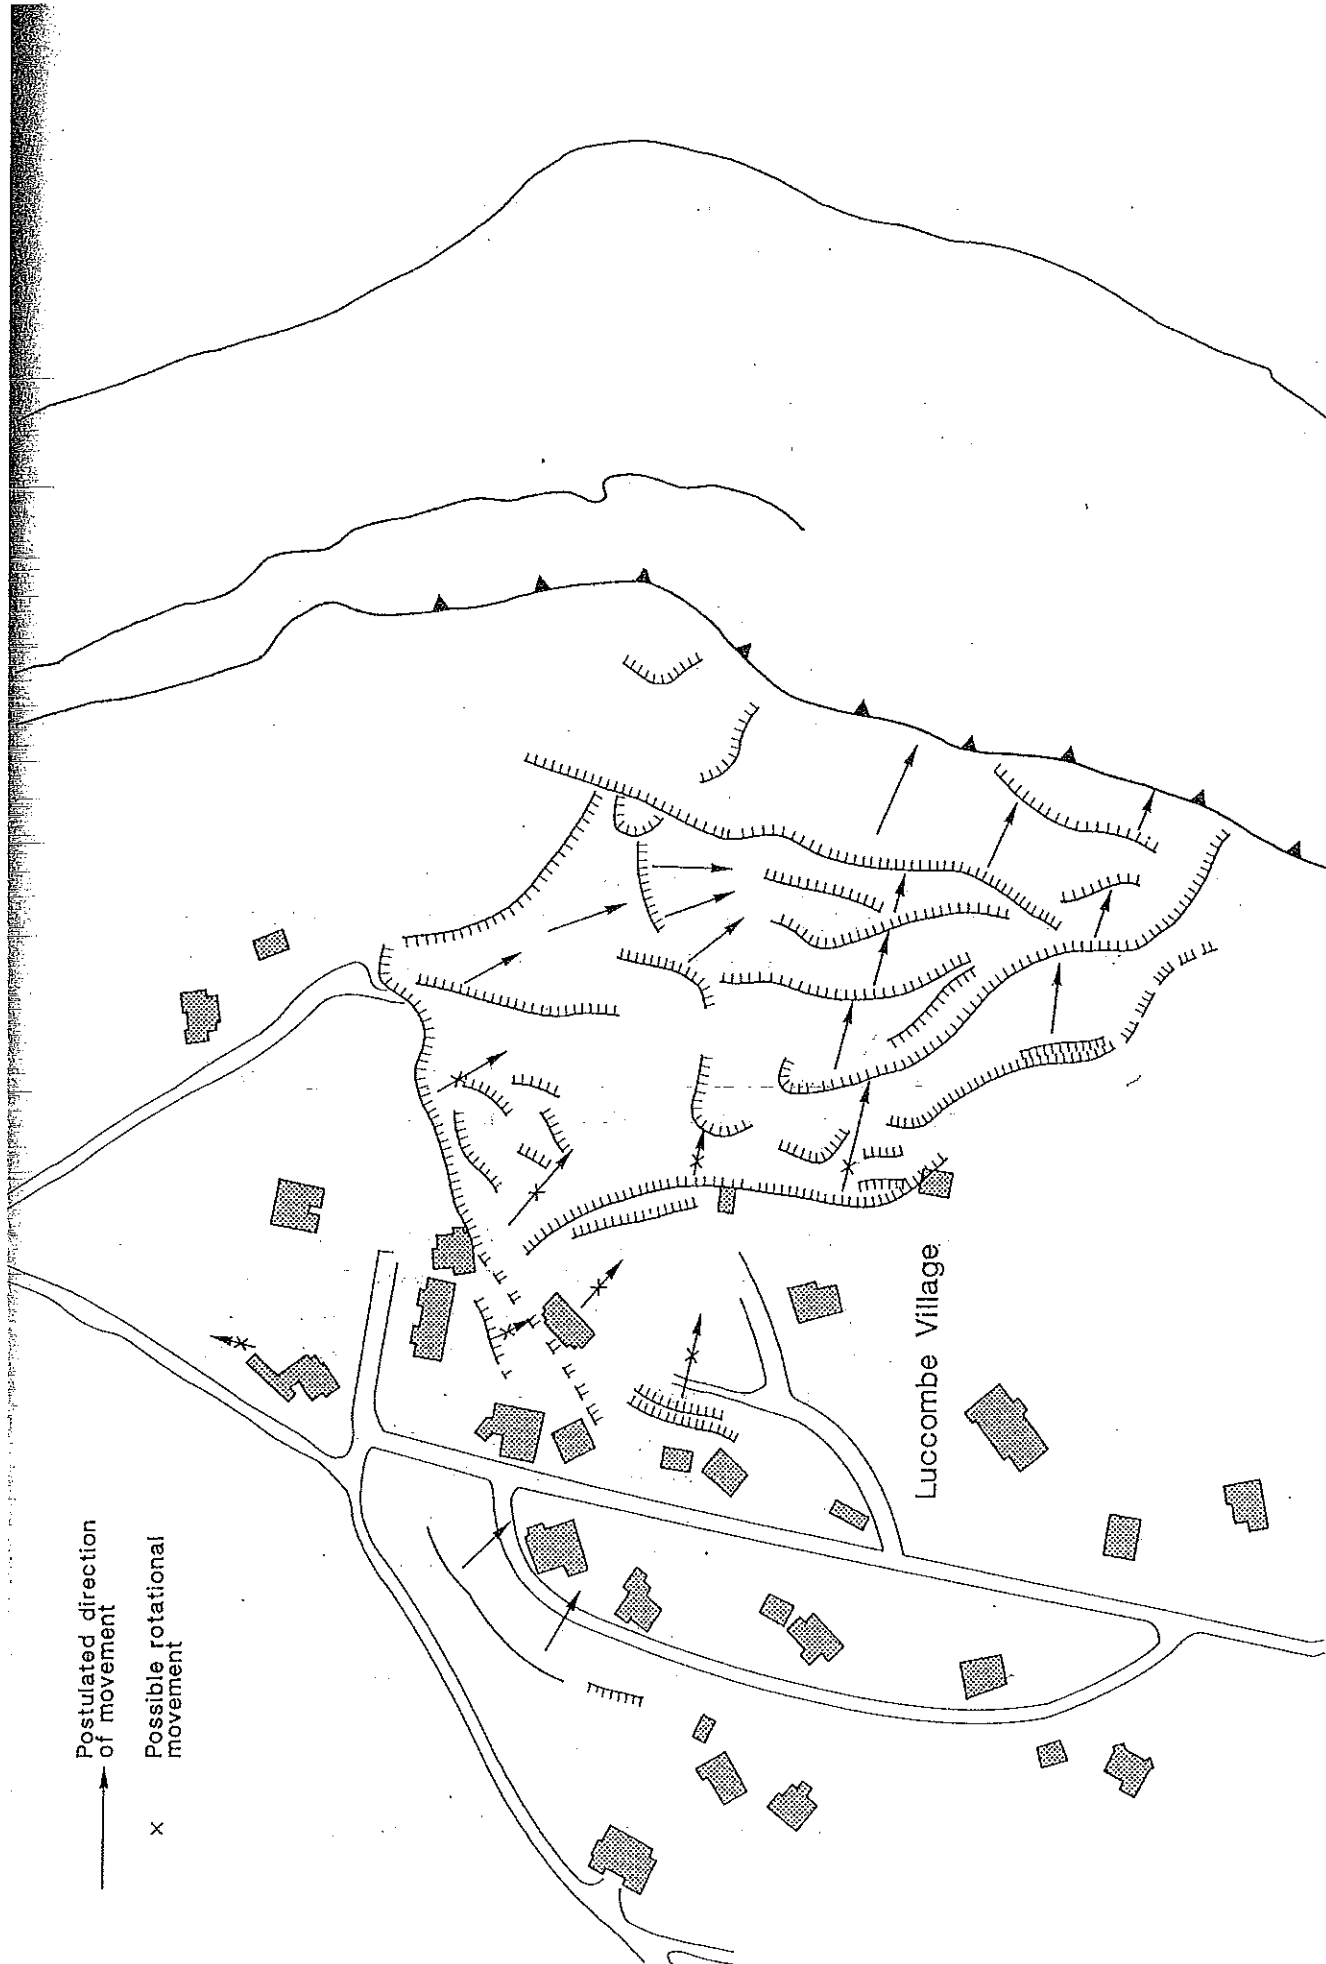 Postulated direction
of movement
× Possible rotational
movement
Luccombe Village